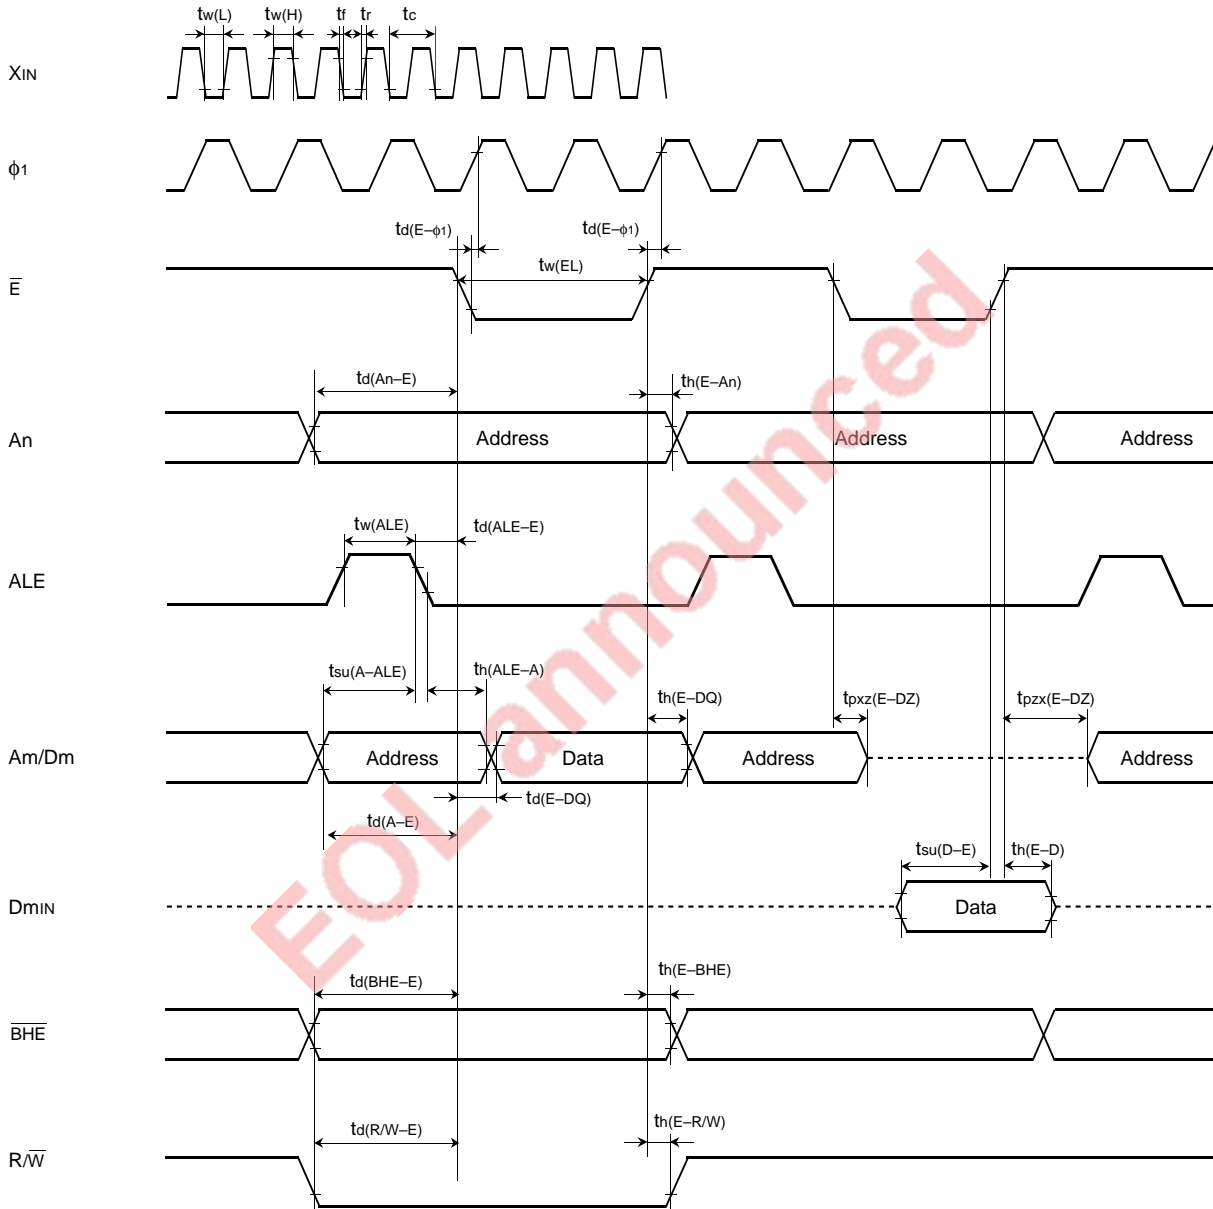 tw(L) tw(H) tf tr tc
XIN
ϕ1
td(E–ϕ1) td(E–ϕ1)
tw(EL)
E̅
td(An–E) th(E–An)
An Address Address Address
tw(ALE) td(ALE–E)
ALE
tsu(A–ALE) th(ALE–A) th(E–DQ) tpxz(E–DZ) tpzx(E–DZ)
Am/Dm Address Data Address Address
td(E–DQ)
td(A–E)
tsu(D–E) th(E–D)
DmIN Data
td(BHE–E) th(E–BHE)
B̅H̅E̅
td(R/W–E) th(E–R/W)
R/W̅
EOL announced